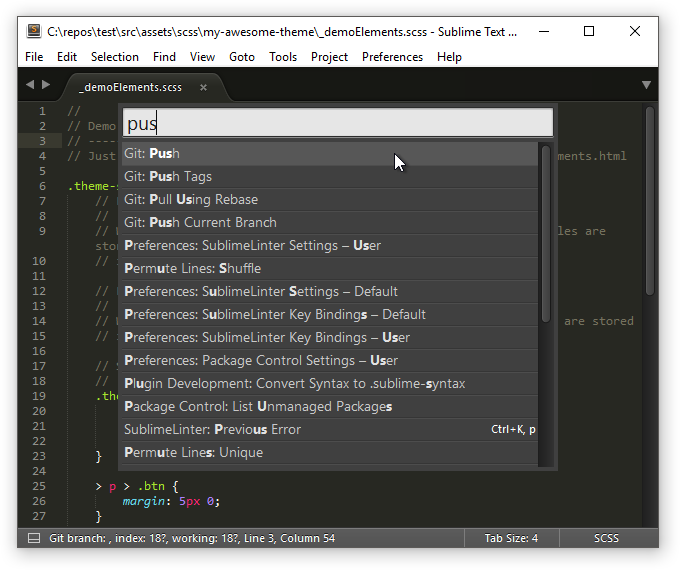 C:\repos\test\src\assets\scss\my-awesome-theme\_demoElements.scss - Sublime Text ...
File Edit Selection Find View Goto Tools Project Preferences Help
_demoElements.scss ×
pus
Git: Push
Git: Push Tags
Git: Pull Using Rebase
Git: Push Current Branch
Preferences: SublimeLinter Settings – User
Permute Lines: Shuffle
Preferences: SublimeLinter Settings – Default
Preferences: SublimeLinter Key Bindings – Default
Preferences: SublimeLinter Key Bindings – User
Preferences: Package Control Settings – User
Plugin Development: Convert Syntax to .sublime-syntax
Package Control: List Unmanaged Packages
SublimeLinter: Previous Error Ctrl+K, p
Permute Lines: Unique
1 //
2 // Demo
3 // ----
4 // Just ments.html
5
6 .theme-
7 //
8 //
9 // les are
sto
10 //
11
12 //
13 //
14 // are stored
15 //
16
17 //
18 //
19 .the
20
21
22
23 }
24
25 > p > .btn {
26 margin: 5px 0;
27 }
Git branch: , index: 18?, working: 18?, Line 3, Column 54 Tab Size: 4 SCSS